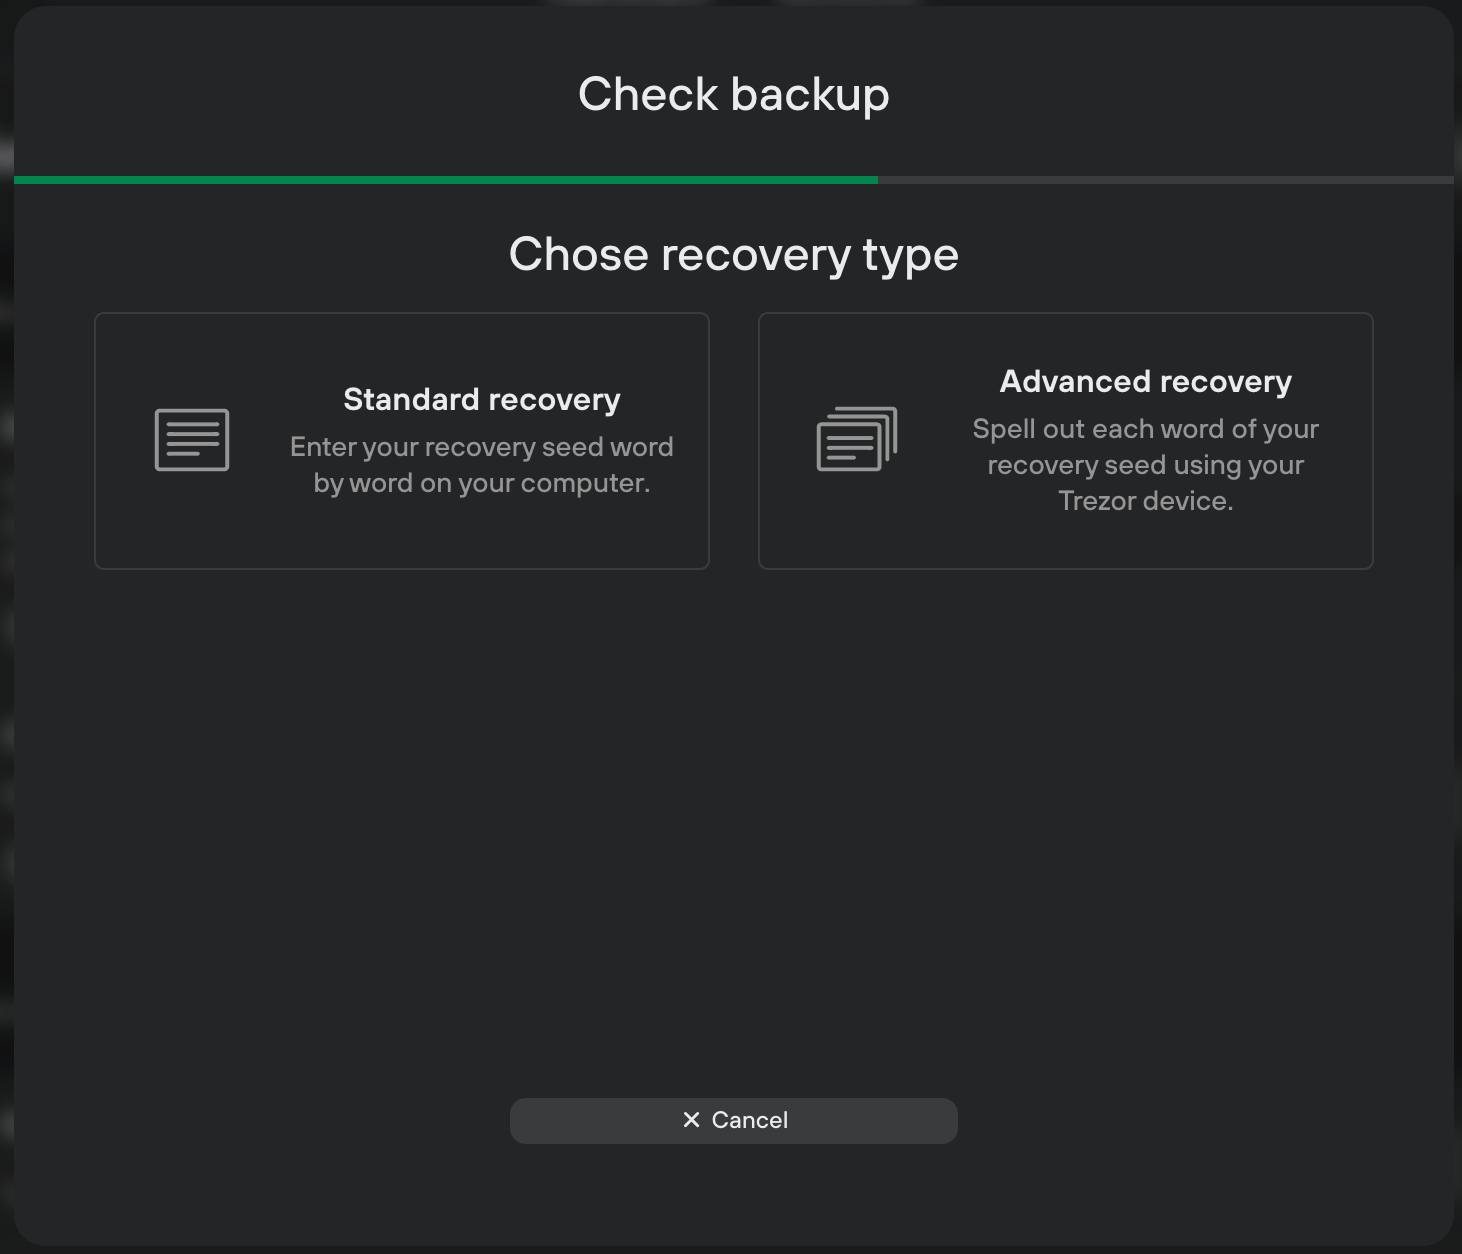 Check backup
Chose recovery type
Standard recovery
Enter your recovery seed word
by word on your computer.
Advanced recovery
Spell out each word of your
recovery seed using your
Trezor device.
Cancel